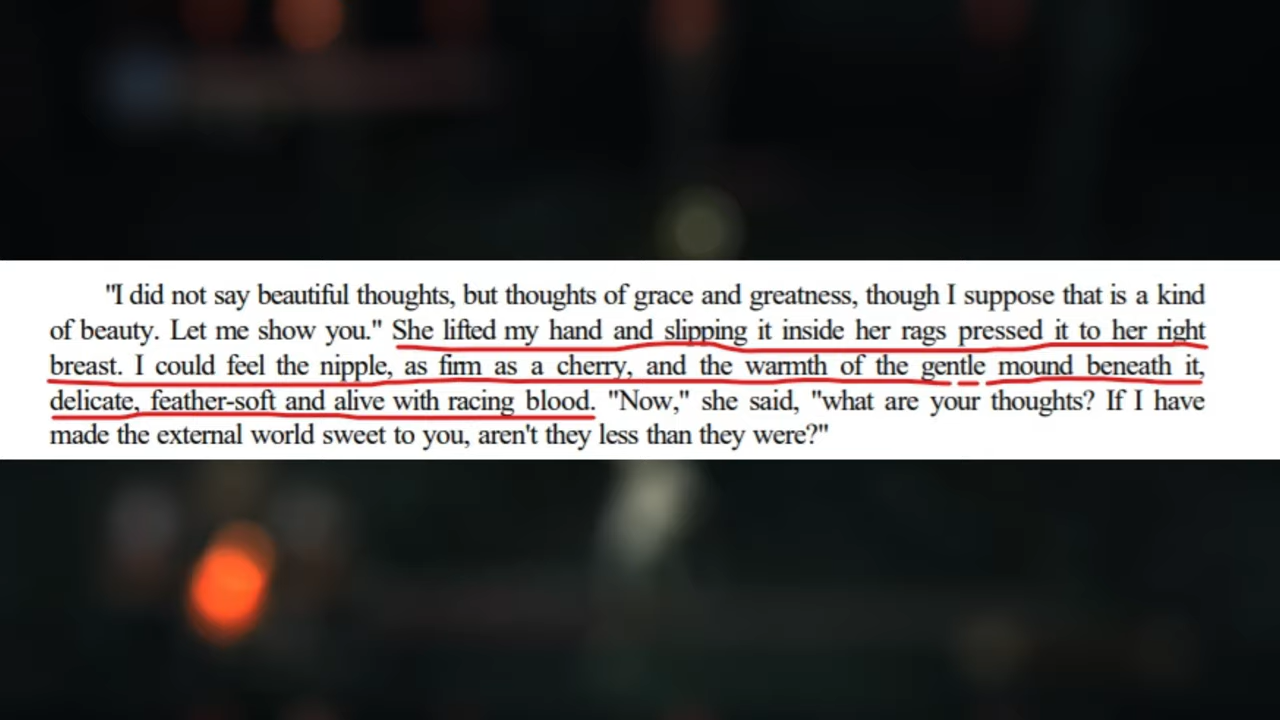 "I did not say beautiful thoughts, but thoughts of grace and greatness, though I suppose that is a kind
of beauty. Let me show you." She lifted my hand and slipping it inside her rags pressed it to her right
breast. I could feel the nipple, as firm as a cherry, and the warmth of the gentle mound beneath it,
delicate, feather-soft and alive with racing blood. "Now," she said, "what are your thoughts? If I have
made the external world sweet to you, aren't they less than they were?"